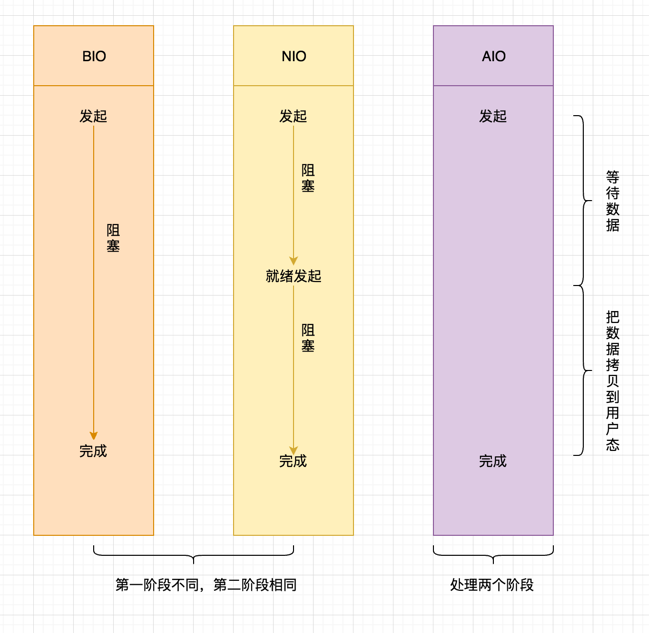 BIO
NIO
AIO
发起
发起
发起
阻塞
阻塞
就绪发起
阻塞
完成
完成
完成
等待数据
把数据拷贝到用户态
第一阶段不同，第二阶段相同
处理两个阶段